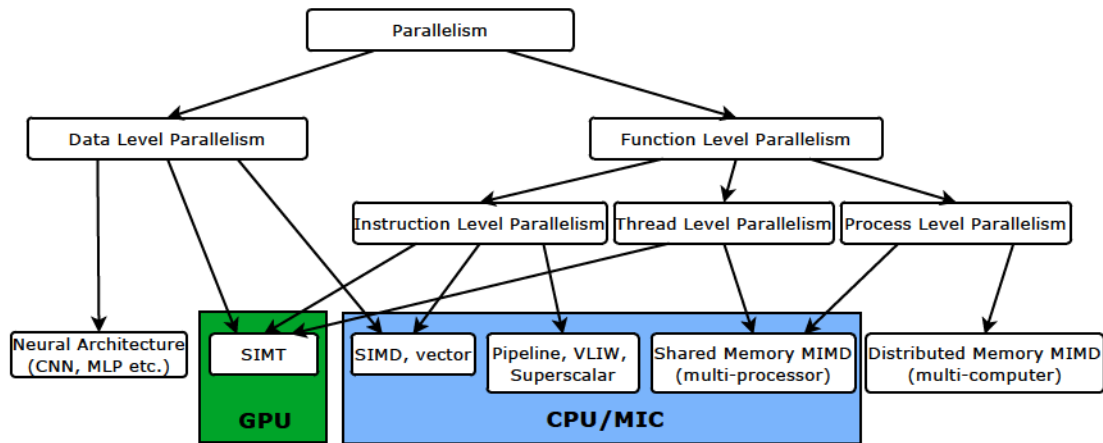 Parallelism
Data Level Parallelism
Function Level Parallelism
Instruction Level Parallelism
Thread Level Parallelism
Process Level Parallelism
Neural Architecture
(CNN, MLP etc.)
SIMT
SIMD, vector
Pipeline, VLIW,
Superscalar
Shared Memory MIMD
(multi-processor)
Distributed Memory MIMD
(multi-computer)
GPU
CPU/MIC